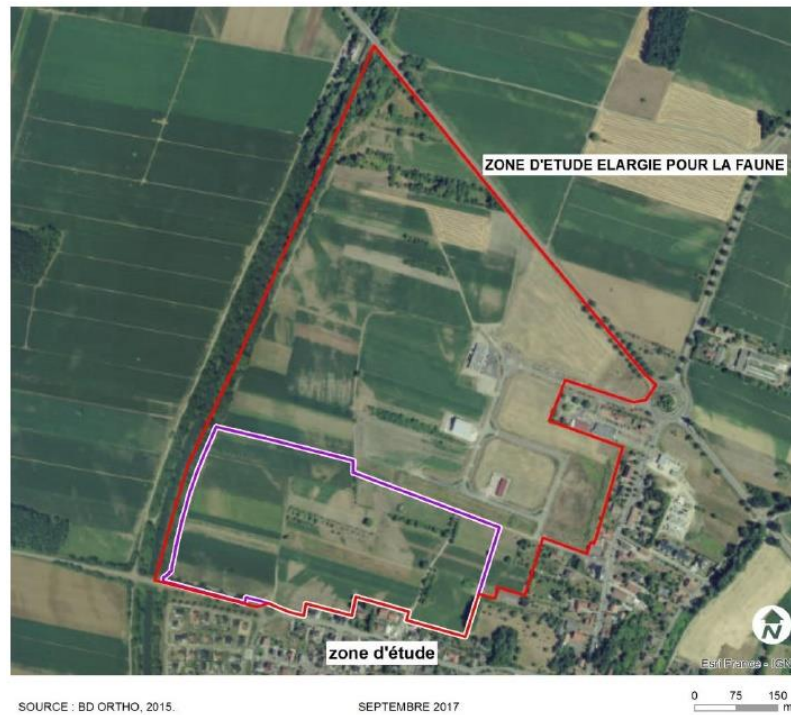 ZONE D'ETUDE ELARGIE POUR LA FAUNE
zone d'étude
N
Esri France - IGN
SOURCE : BD ORTHO, 2015.
SEPTEMBRE 2017
0 75 150
m